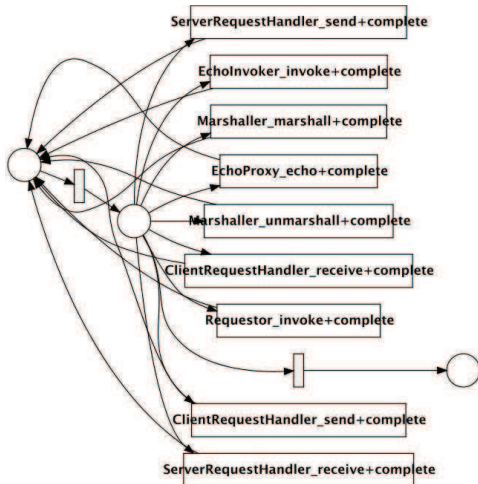 ServerRequestHandler_send+complete
EchoInvoker_invoke+complete
Marshaller_marshall+complete
EchoProxy_echo+complete
Marshaller_unmarshall+complete
ClientRequestHandler_receive+complete
Requestor_invoke+complete
ClientRequestHandler_send+complete
ServerRequestHandler_receive+complete